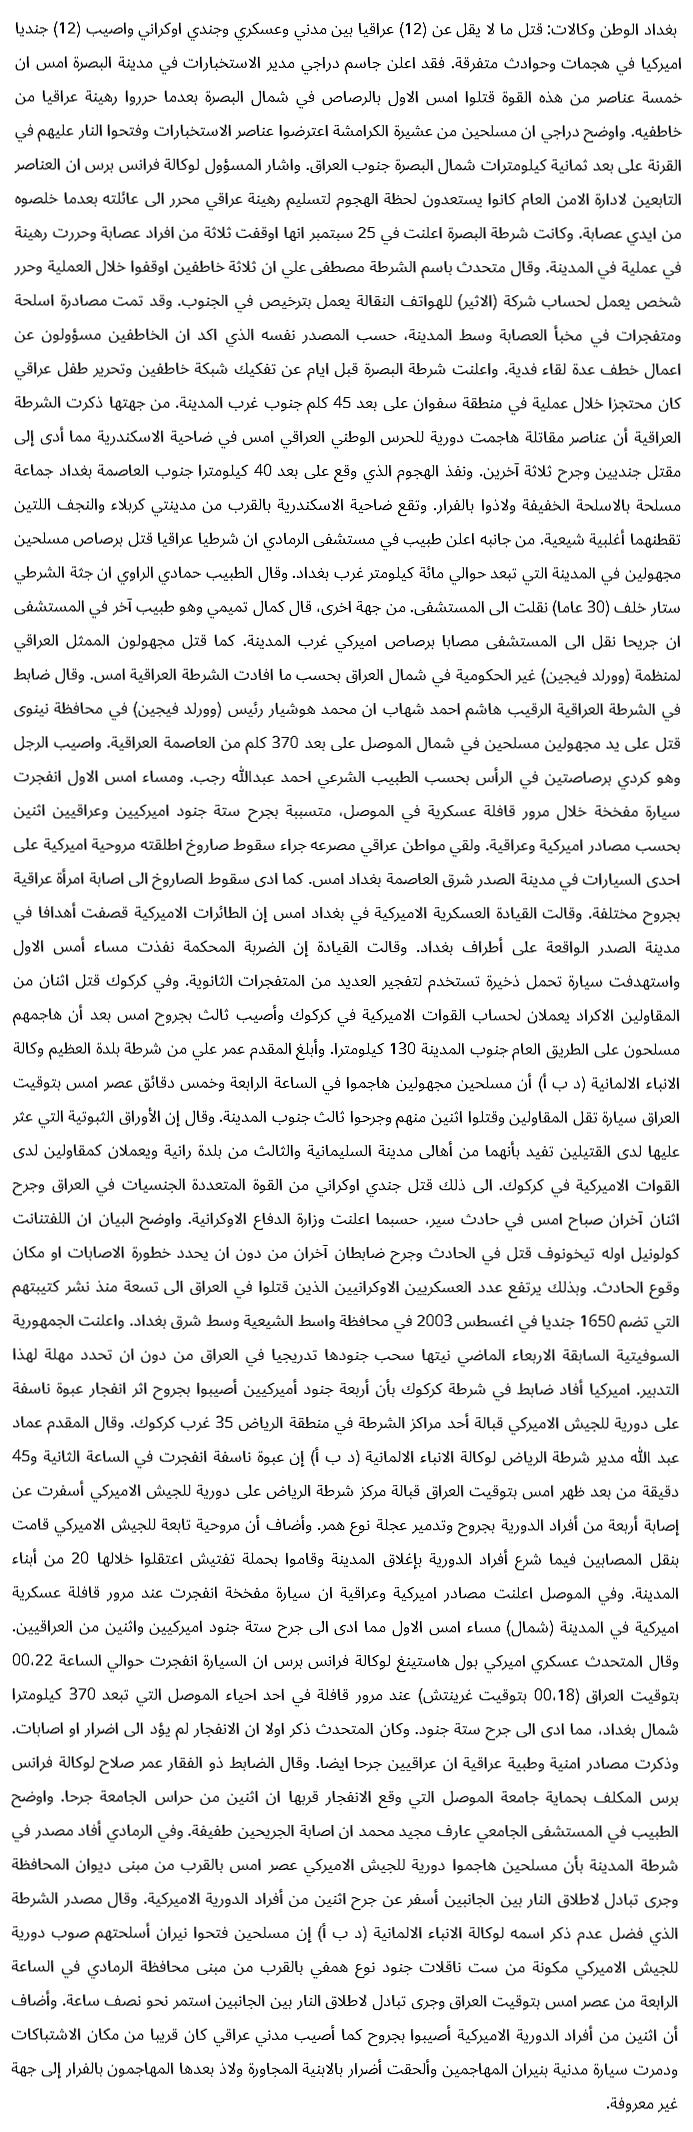 بغداد الوطن وكالات: قتل ما لا يقل عن (12) عراقيا بين مدني وعسكري وجندي اوكراني واصيب (12) جنديا
اميركيا في هجمات وحوادث متفرقة. فقد اعلن جاسم دراجي مدير الاستخبارات في مدينة البصرة امس ان
خمسة عناصر من هذه القوة قتلوا امس الاول بالرصاص في شمال البصرة بعدما حرروا رهينة عراقيا من
خاطفيه. واوضح دراجي ان مسلحين من عشيرة الكرامشة اعترضوا عناصر الاستخبارات وفتحوا النار عليهم في
القرنة على بعد ثمانية كيلومترات شمال البصرة جنوب العراق. واشار المسؤول لوكالة فرانس برس ان العناصر
التابعين لادارة الامن العام كانوا يستعدون لحظة الهجوم لتسليم رهينة عراقي محرر الى عائلته بعدما خلصوه
من ايدي عصابة. وكانت شرطة البصرة اعلنت في 25 سبتمبر انها اوقفت ثلاثة من افراد عصابة وحررت رهينة
في عملية في المدينة. وقال متحدث باسم الشرطة مصطفى علي ان ثلاثة خاطفين اوقفوا خلال العملية وحرر
شخص يعمل لحساب شركة (الاثير) للهواتف النقالة يعمل بترخيص في الجنوب. وقد تمت مصادرة اسلحة
ومتفجرات في مخبأ العصابة وسط المدينة، حسب المصدر نفسه الذي اكد ان الخاطفين مسؤولون عن
اعمال خطف عدة لقاء فدية. واعلنت شرطة البصرة قبل ايام عن تفكيك شبكة خاطفين وتحرير طفل عراقي
كان محتجزا خلال عملية في منطقة سفوان على بعد 45 كلم جنوب غرب المدينة. من جهتها ذكرت الشرطة
العراقية أن عناصر مقاتلة هاجمت دورية للحرس الوطني العراقي امس في ضاحية الاسكندرية مما أدى إلى
مقتل جنديين وجرح ثلاثة آخرين. ونفذ الهجوم الذي وقع على بعد 40 كيلومترا جنوب العاصمة بغداد جماعة
مسلحة بالاسلحة الخفيفة ولاذوا بالفرار. وتقع ضاحية الاسكندرية بالقرب من مدينتي كربلاء والنجف اللتين
تقطنهما أغلبية شيعية. من جانبه اعلن طبيب في مستشفى الرمادي ان شرطيا عراقيا قتل برصاص مسلحين
مجهولين في المدينة التي تبعد حوالي مائة كيلومتر غرب بغداد. وقال الطبيب حمادي الراوي ان جثة الشرطي
ستار خلف (30 عاما) نقلت الى المستشفى. من جهة اخرى، قال كمال تميمي وهو طبيب آخر في المستشفى
ان جريحا نقل الى المستشفى مصابا برصاص اميركي غرب المدينة. كما قتل مجهولون الممثل العراقي
لمنظمة (وورلد فيجين) غير الحكومية في شمال العراق بحسب ما افادت الشرطة العراقية امس. وقال ضابط
في الشرطة العراقية الرقيب هاشم احمد شهاب ان محمد هوشيار رئيس (وورلد فيجين) في محافظة نينوى
قتل على يد مجهولين مسلحين في شمال الموصل على بعد 370 كلم من العاصمة العراقية. واصيب الرجل
وهو كردي برصاصتين في الرأس بحسب الطبيب الشرعي احمد عبدالله رجب. ومساء امس الاول انفجرت
سيارة مفخخة خلال مرور قافلة عسكرية في الموصل، متسببة بجرح ستة جنود اميركيين وعراقيين اثنين
بحسب مصادر اميركية وعراقية. ولقي مواطن عراقي مصرعه جراء سقوط صاروخ اطلقته مروحية اميركية على
احدى السيارات في مدينة الصدر شرق العاصمة بغداد امس. كما ادى سقوط الصاروخ الى اصابة امرأة عراقية
بجروح مختلفة. وقالت القيادة العسكرية الاميركية في بغداد امس إن الطائرات الاميركية قصفت أهدافا في
مدينة الصدر الواقعة على أطراف بغداد. وقالت القيادة إن الضربة المحكمة نفذت مساء أمس الاول
واستهدفت سيارة تحمل ذخيرة تستخدم لتفجير العديد من المتفجرات الثانوية. وفي كركوك قتل اثنان من
المقاولين الاكراد يعملان لحساب القوات الاميركية في كركوك وأصيب ثالث بجروح امس بعد أن هاجمهم
مسلحون على الطريق العام جنوب المدينة 130 كيلومترا. وأبلغ المقدم عمر علي من شرطة بلدة العظيم وكالة
الانباء الالمانية (د ب أ) أن مسلحين مجهولين هاجموا في الساعة الرابعة وخمس دقائق عصر امس بتوقيت
العراق سيارة تقل المقاولين وقتلوا اثنين منهم وجرحوا ثالث جنوب المدينة. وقال إن الأوراق الثبوتية التي عثر
عليها لدى القتيلين تفيد بأنهما من أهالى مدينة السليمانية والثالث من بلدة رانية ويعملان كمقاولين لدى
القوات الاميركية في كركوك. الى ذلك قتل جندي اوكراني من القوة المتعددة الجنسيات في العراق وجرح
اثنان آخران صباح امس في حادث سير، حسبما اعلنت وزارة الدفاع الاوكرانية. واوضح البيان ان اللفتنانت
كولونيل اوله تيخونوف قتل في الحادث وجرح ضابطان آخران من دون ان يحدد خطورة الاصابات او مكان
وقوع الحادث. وبذلك يرتفع عدد العسكريين الاوكرانيين الذين قتلوا في العراق الى تسعة منذ نشر كتيبتهم
التي تضم 1650 جنديا في اغسطس 2003 في محافظة واسط الشيعية وسط شرق بغداد. واعلنت الجمهورية
السوفيتية السابقة الاربعاء الماضي نيتها سحب جنودها تدريجيا في العراق من دون ان تحدد مهلة لهذا
التدبير. اميركيا أفاد ضابط في شرطة كركوك بأن أربعة جنود أميركيين أصيبوا بجروح اثر انفجار عبوة ناسفة
على دورية للجيش الاميركي قبالة أحد مراكز الشرطة في منطقة الرياض 35 غرب كركوك. وقال المقدم عماد
عبد الله مدير شرطة الرياض لوكالة الانباء الالمانية (د ب أ) إن عبوة ناسفة انفجرت في الساعة الثانية و45
دقيقة من بعد ظهر امس بتوقيت العراق قبالة مركز شرطة الرياض على دورية للجيش الاميركي أسفرت عن
إصابة أربعة من أفراد الدورية بجروح وتدمير عجلة نوع همر. وأضاف أن مروحية تابعة للجيش الاميركي قامت
بنقل المصابين فيما شرع أفراد الدورية بإغلاق المدينة وقاموا بحملة تفتيش اعتقلوا خلالها 20 من أبناء
المدينة. وفي الموصل اعلنت مصادر اميركية وعراقية ان سيارة مفخخة انفجرت عند مرور قافلة عسكرية
اميركية في المدينة (شمال) مساء امس الاول مما ادى الى جرح ستة جنود اميركيين واثنين من العراقيين.
وقال المتحدث عسكري اميركي بول هاستينغ لوكالة فرانس برس ان السيارة انفجرت حوالي الساعة 00،22
بتوقيت العراق (00،18 بتوقيت غرينتش) عند مرور قافلة في احد احياء الموصل التي تبعد 370 كيلومترا
شمال بغداد، مما ادى الى جرح ستة جنود. وكان المتحدث ذكر اولا ان الانفجار لم يؤد الى اضرار او اصابات.
وذكرت مصادر امنية وطبية عراقية ان عراقيين جرحا ايضا. وقال الضابط ذو الفقار عمر صلاح لوكالة فرانس
برس المكلف بحماية جامعة الموصل التي وقع الانفجار قربها ان اثنين من حراس الجامعة جرحا. واوضح
الطبيب في المستشفى الجامعي عارف مجيد محمد ان اصابة الجريحين طفيفة. وفي الرمادي أفاد مصدر في
شرطة المدينة بأن مسلحين هاجموا دورية للجيش الاميركي عصر امس بالقرب من مبنى ديوان المحافظة
وجرى تبادل لاطلاق النار بين الجانبين أسفر عن جرح اثنين من أفراد الدورية الاميركية. وقال مصدر الشرطة
الذي فضل عدم ذكر اسمه لوكالة الانباء الالمانية (د ب أ) إن مسلحين فتحوا نيران أسلحتهم صوب دورية
للجيش الاميركي مكونة من ست ناقلات جنود نوع همفي بالقرب من مبنى محافظة الرمادي في الساعة
الرابعة من عصر امس بتوقيت العراق وجرى تبادل لاطلاق النار بين الجانبين استمر نحو نصف ساعة. وأضاف
أن اثنين من أفراد الدورية الاميركية أصيبوا بجروح كما أصيب مدني عراقي كان قريبا من مكان الاشتباكات
ودمرت سيارة مدنية بنيران المهاجمين وألحقت أضرار بالابنية المجاورة ولاذ بعدها المهاجمون بالفرار إلى جهة
غير معروفة.